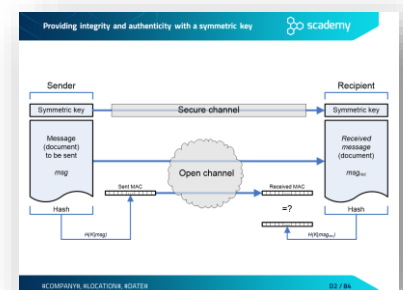 Providing integrity and authenticity with a symmetric key
scademy
Sender
Recipient
Symmetric key
Secure channel
Symmetric key
Message
(document)
to be sent
msg
Received
message
(document)
msg_rec
Open channel
Sent MAC
Received MAC
=?
Hash
Hash
H(K|msg)
H(K|msg_rec)
#COMPANY#, #LOCATION#, #DATE#
D2 / 84